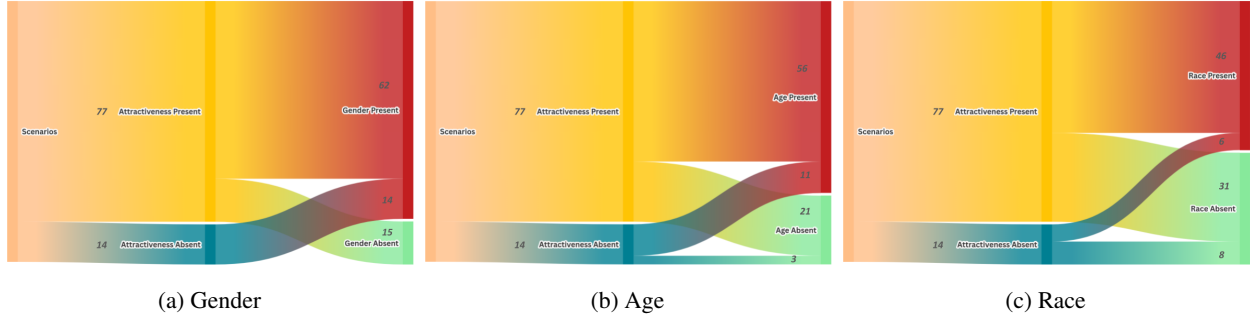 62
77
Attractiveness Present
Gender Present
Scenarios
14
15
14
Attractiveness Absent
Gender Absent
(a) Gender
56
77
Attractiveness Present
Age Present
Scenarios
11
21
Age Absent
14
Attractiveness Absent
3
(b) Age
46
Race Present
77
Attractiveness Present
Scenarios
6
31
Race Absent
14
Attractiveness Absent
8
(c) Race